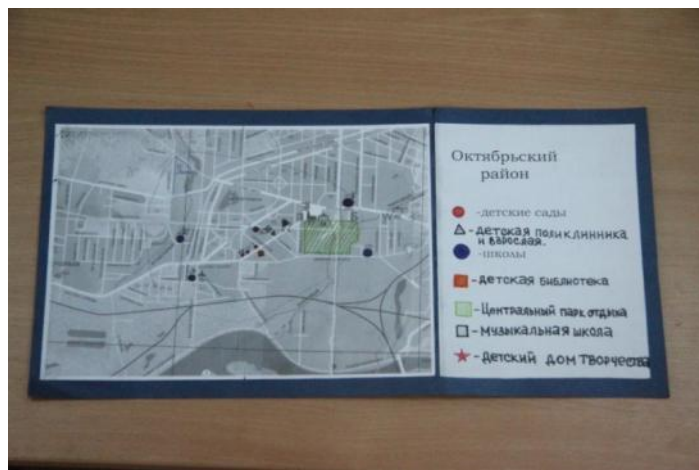 Октябрьский
район
-детские сады
-детская поликлинника
и взрослая.
-школы
-детская библиотека
-Центральный парк отдыха
-музыкальная школа
-детский дом творчества